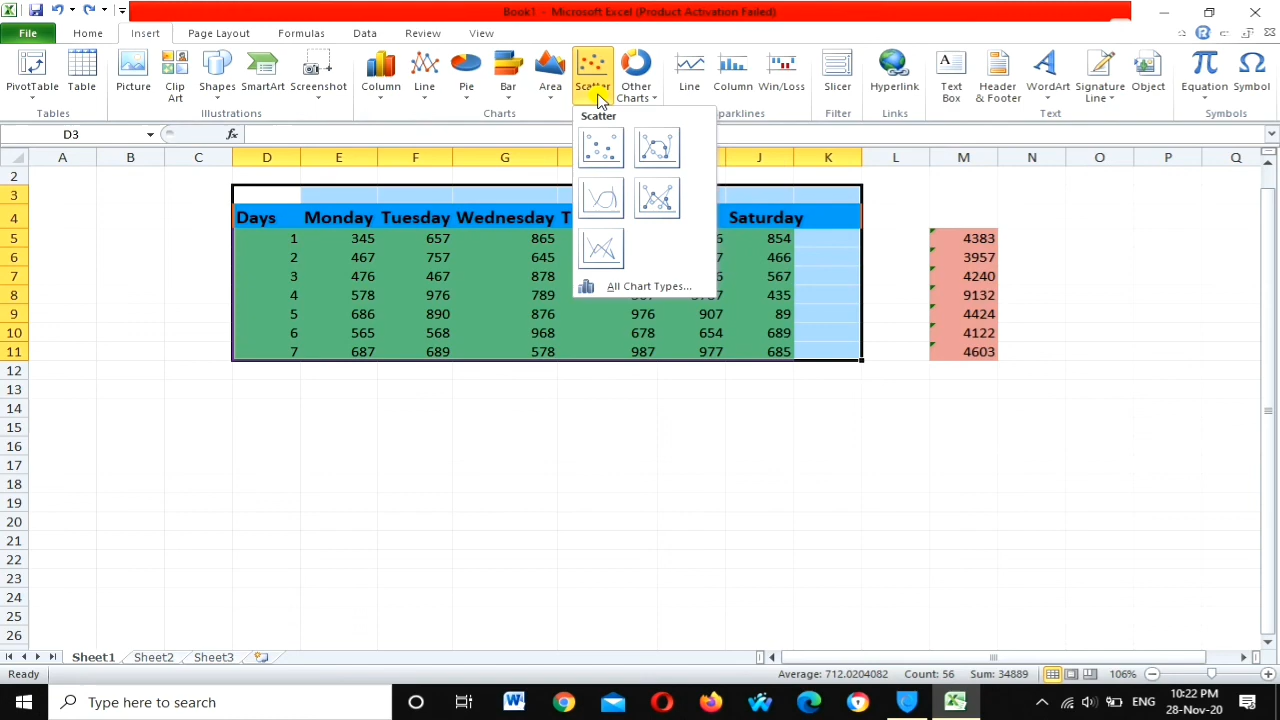 Book1 - Microsoft Excel (Product Activation Failed)
File Home Insert Page Layout Formulas Data Review View
PivotTable Table Picture Clip Art Shapes SmartArt Screenshot Column Line Pie Bar Area Scatter Other Charts Line Column Win/Loss Slicer Hyperlink Text Box Header & Footer WordArt Signature Line Object Equation Symbol
Tables Illustrations Charts Sparklines Filter Links Text Symbols
D3 fx
Scatter
All Chart Types...
A B C D E F G J K L M N O P Q
2
3
4 Days Monday Tuesday Wednesday T Saturday
5 1 345 657 865 6 854 4383
6 2 467 757 645 7 466 3957
7 3 476 467 878 6 567 4240
8 4 578 976 789 435 9132
9 5 686 890 876 976 907 89 4424
10 6 565 568 968 678 654 689 4122
11 7 687 689 578 987 977 685 4603
12
13
14
15
16
17
18
19
20
21
22
23
24
25
26
Sheet1 Sheet2 Sheet3
Ready Average: 712.0204082 Count: 56 Sum: 34889 106%
Type here to search ENG 10:22 PM
28-Nov-20